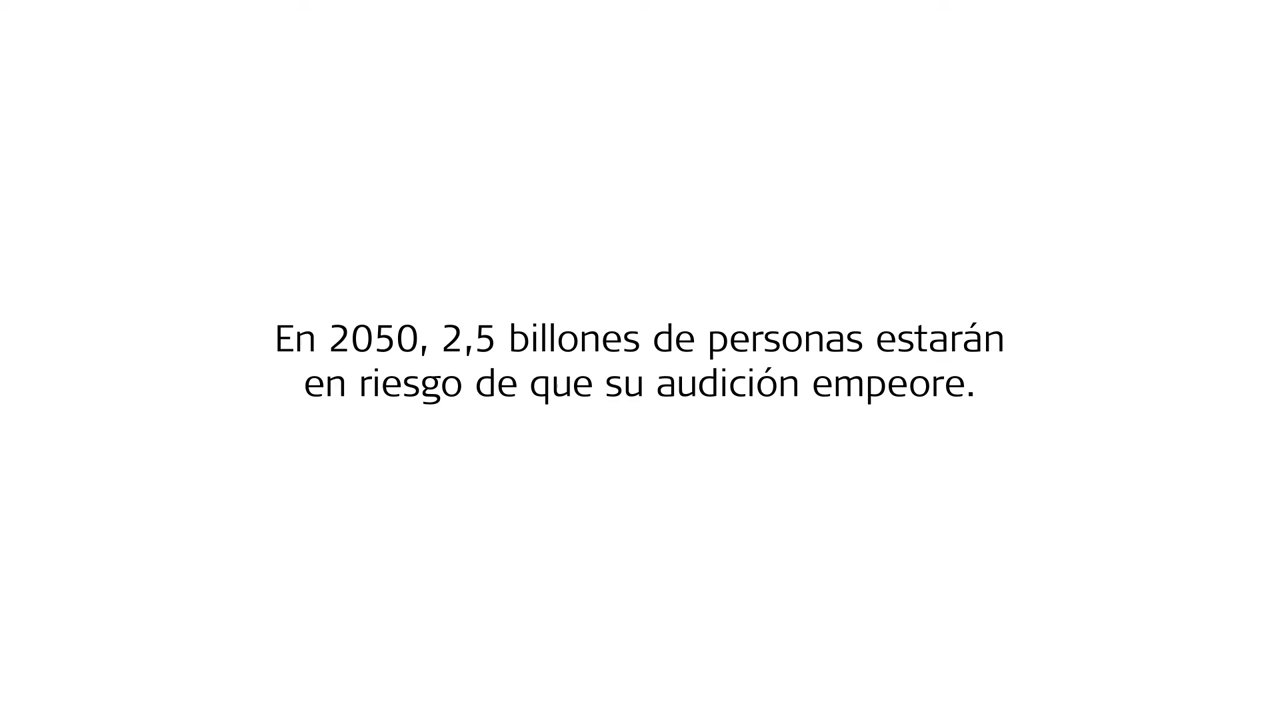 En 2050, 2,5 billones de personas estarán
en riesgo de que su audición empeore.